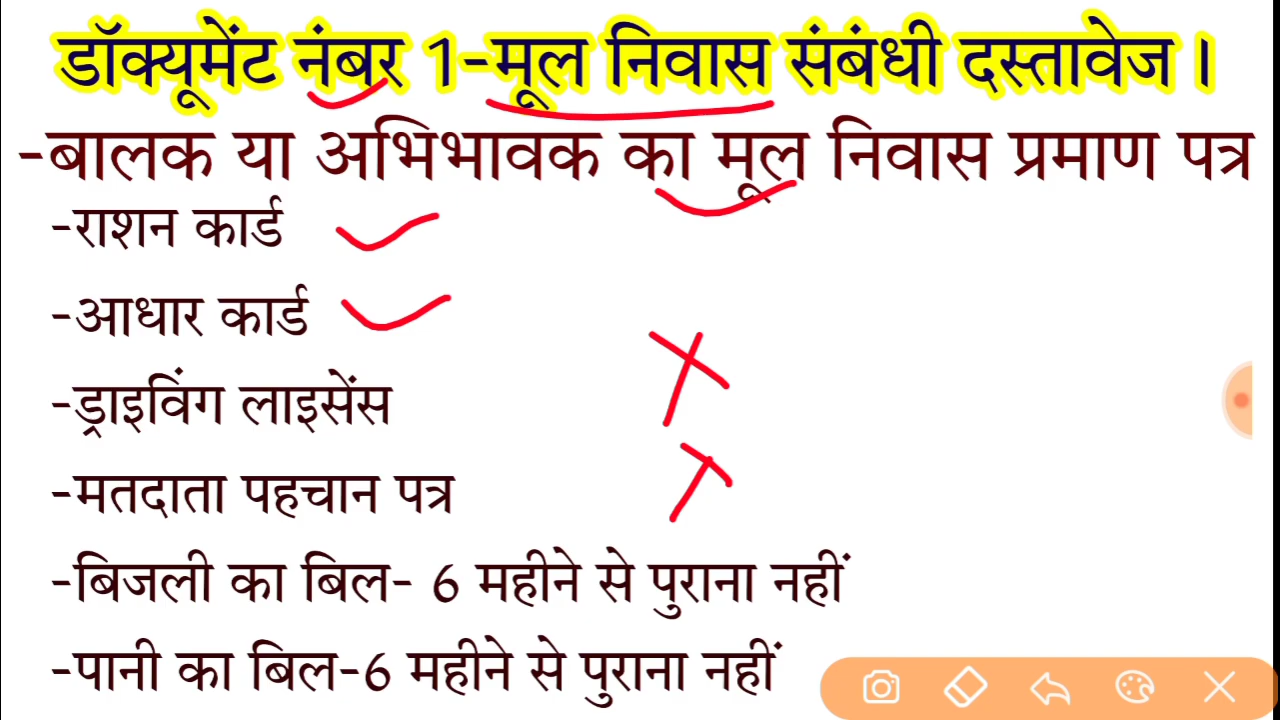 डॉक्यूमेंट नंबर 1-मूल निवास संबंधी दस्तावेज ।
-बालक या अभिभावक का मूल निवास प्रमाण पत्र
-राशन कार्ड
-आधार कार्ड
-ड्राइविंग लाइसेंस
-मतदाता पहचान पत्र
-बिजली का बिल- 6 महीने से पुराना नहीं
-पानी का बिल-6 महीने से पुराना नहीं